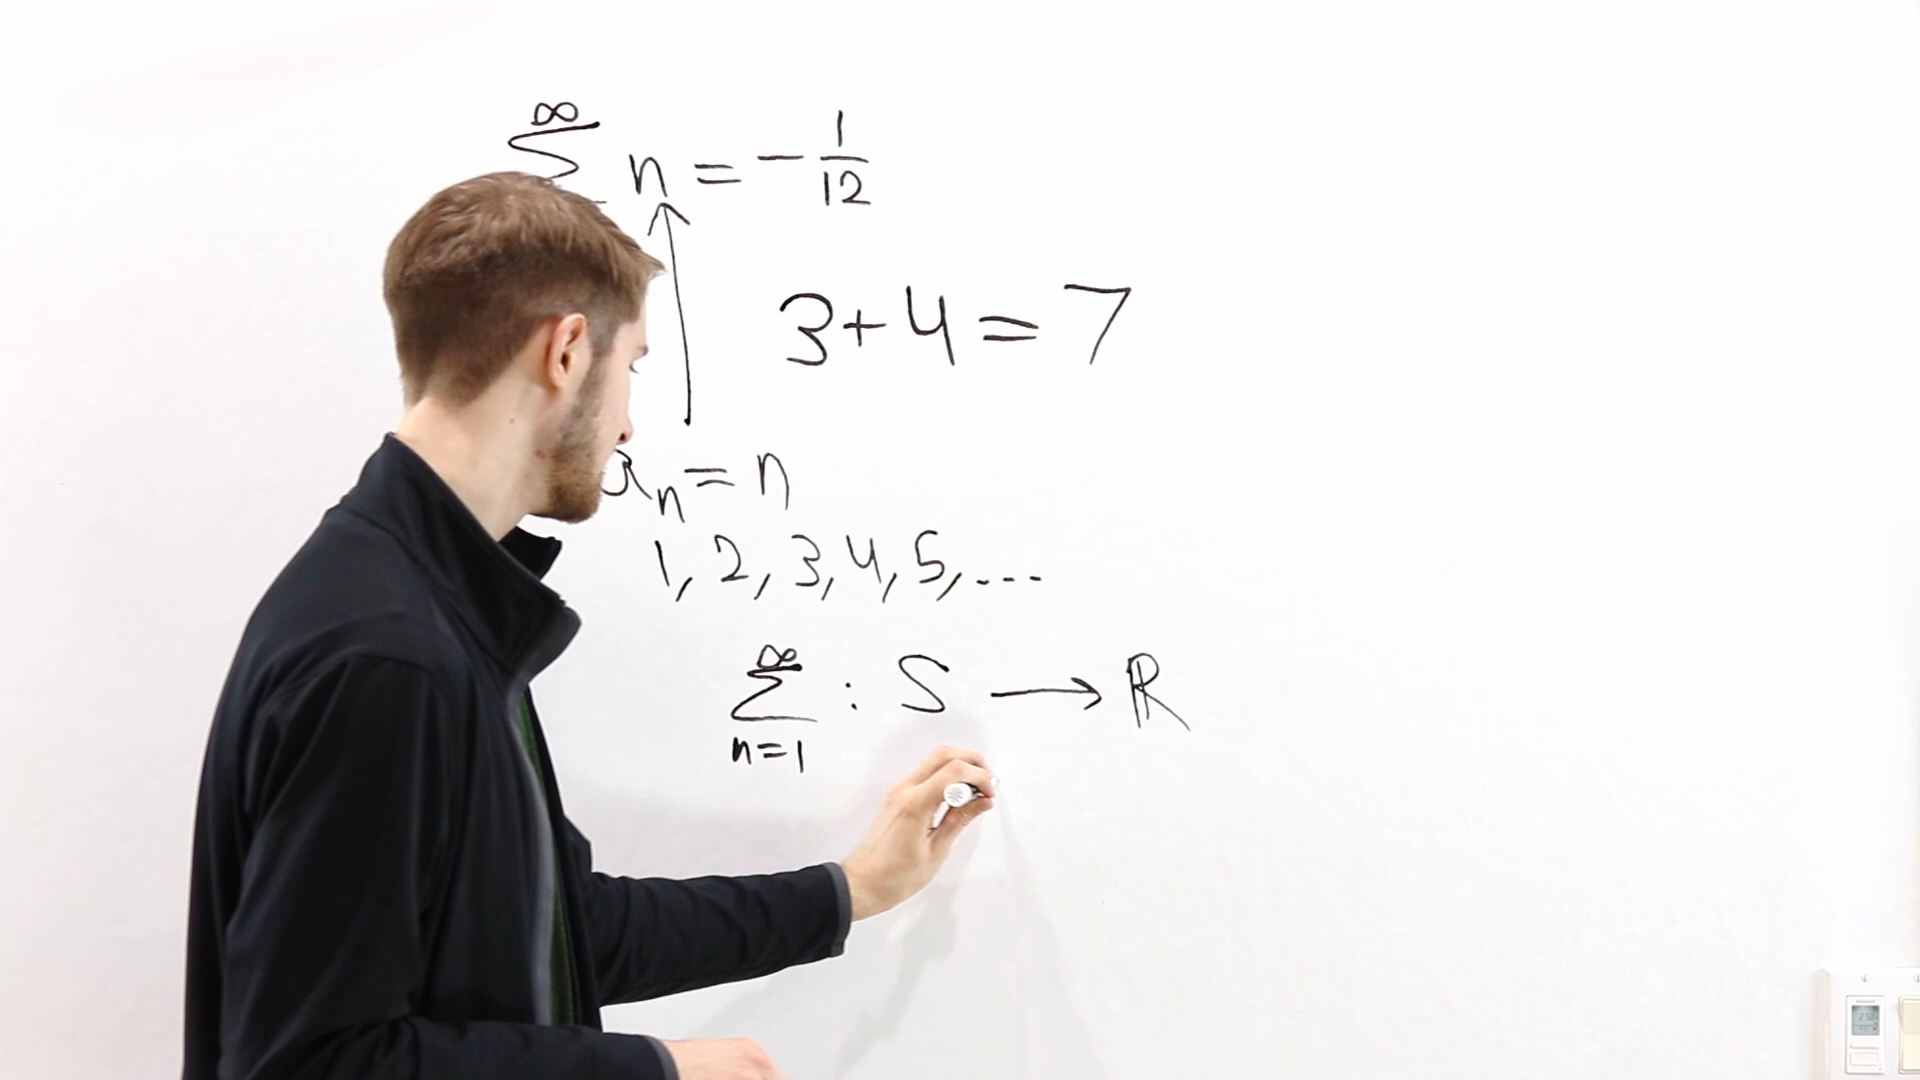 ∞
∑ n = - 1/12
3 + 4 = 7
aₙ = n
1, 2, 3, 4, 5, ...
∞
∑ : S ⟶ ℝ
n=1